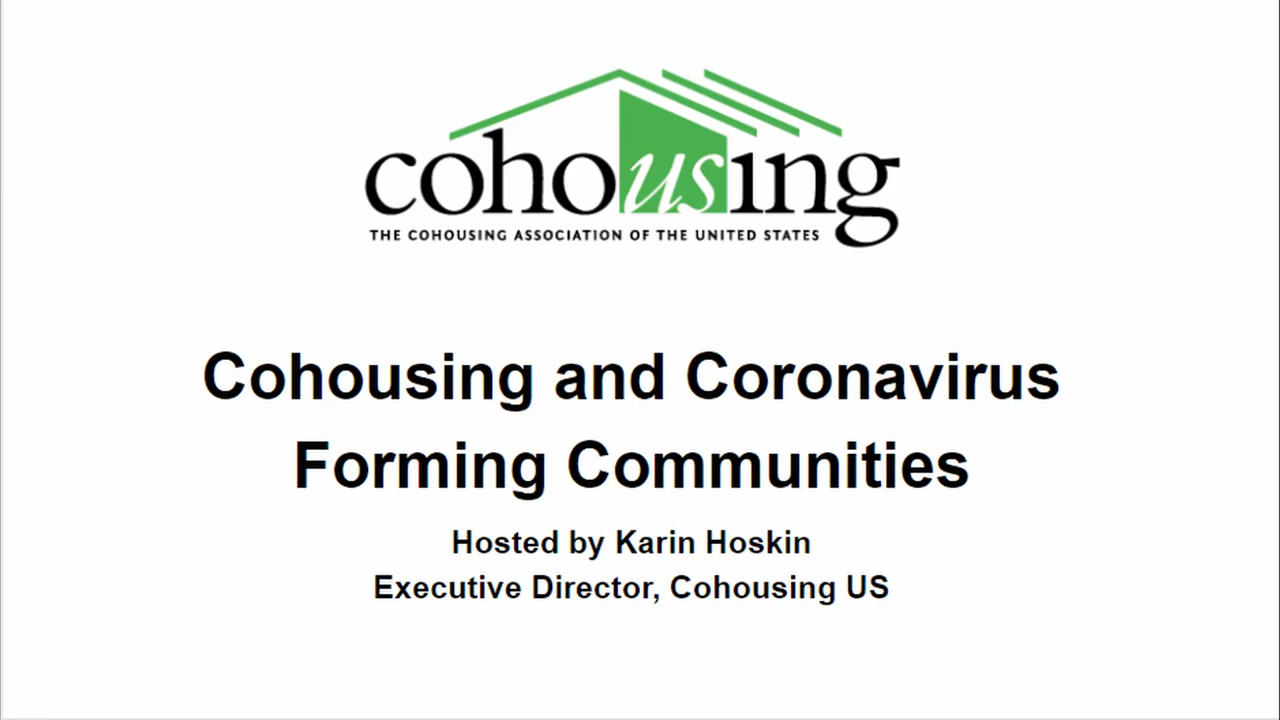 cohousing
THE COHOUSING ASSOCIATION OF THE UNITED STATES
Cohousing and Coronavirus
Forming Communities
Hosted by Karin Hoskin
Executive Director, Cohousing US